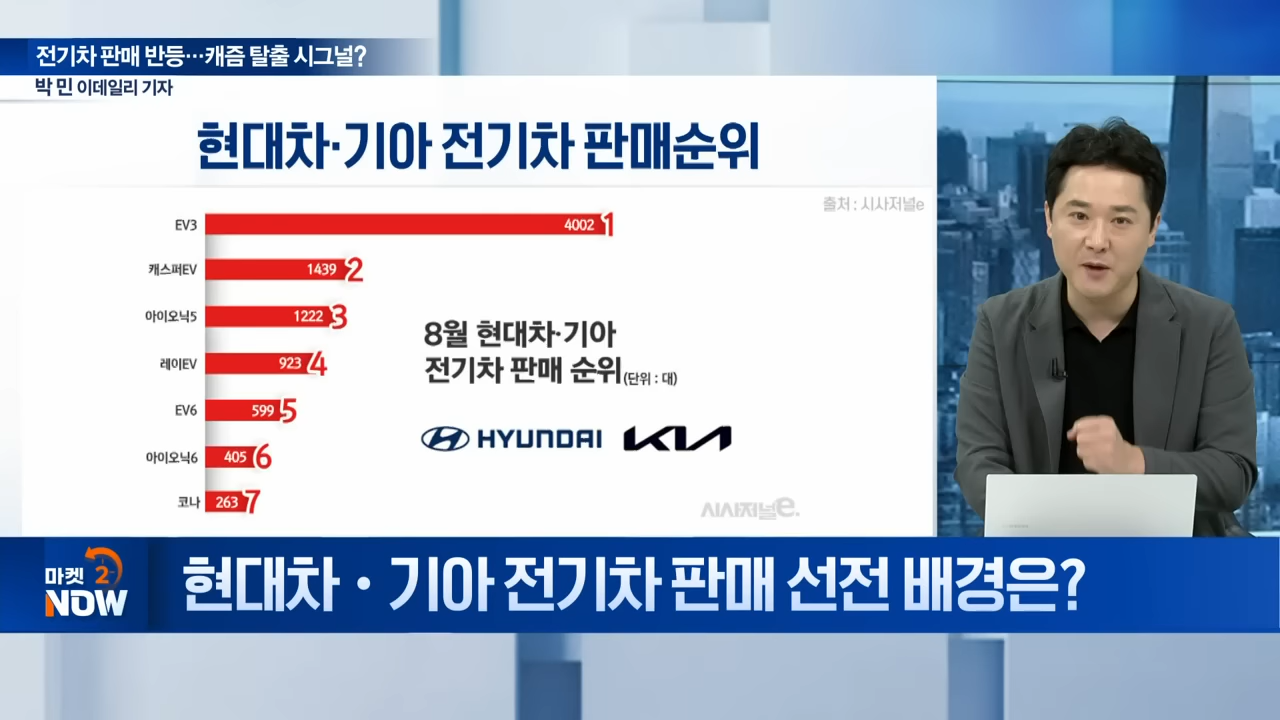 전기차 판매 반등…캐즘 탈출 시그널?
박 민 이데일리 기자
현대차·기아 전기차 판매순위
출처 : 시사저널e
EV3 4002 1
캐스퍼EV 1439 2
아이오닉5 1222 3
레이EV 923 4
EV6 599 5
아이오닉6 405 6
코나 263 7
8월 현대차·기아
전기차 판매 순위(단위 : 대)
HYUNDAI KIA
시사저널e.
마켓 2
NOW
현대차·기아 전기차 판매 선전 배경은?